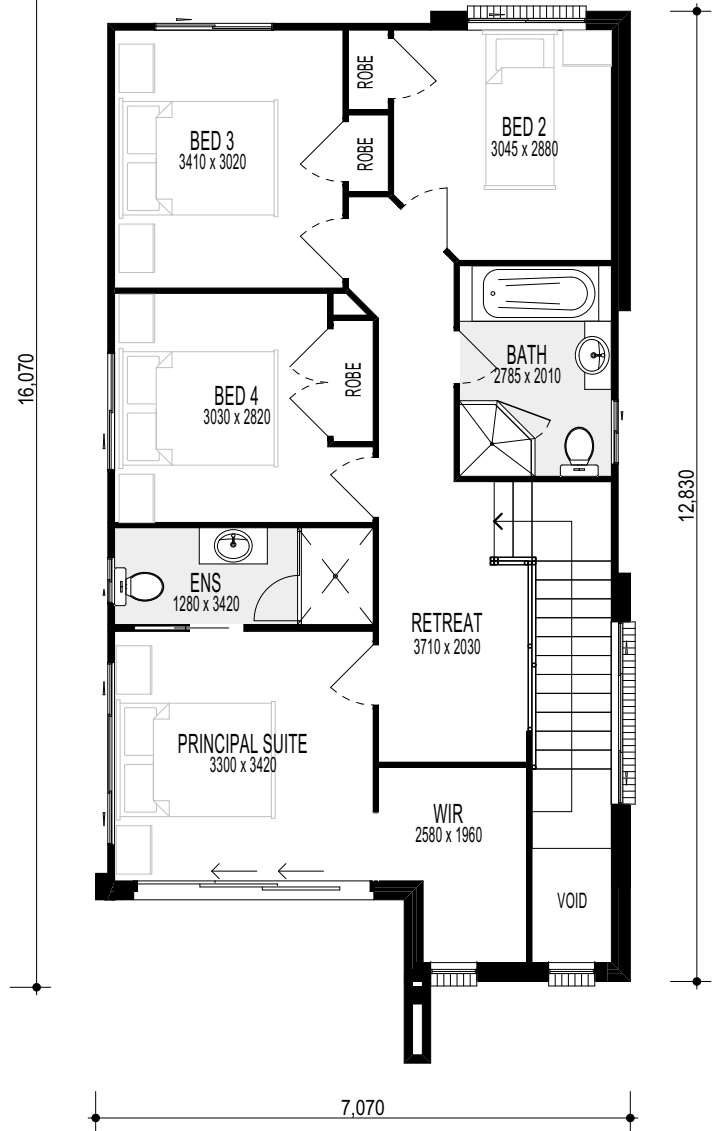 ROBE
BED 2
3045 x 2880
BED 3
3410 x 3020
ROBE
16,070
BATH
2785 x 2010
BED 4
3030 x 2820
ROBE
12,830
ENS
1280 x 3420
RETREAT
3710 x 2030
PRINCIPAL SUITE
3300 x 3420
WIR
2580 x 1960
VOID
7,070